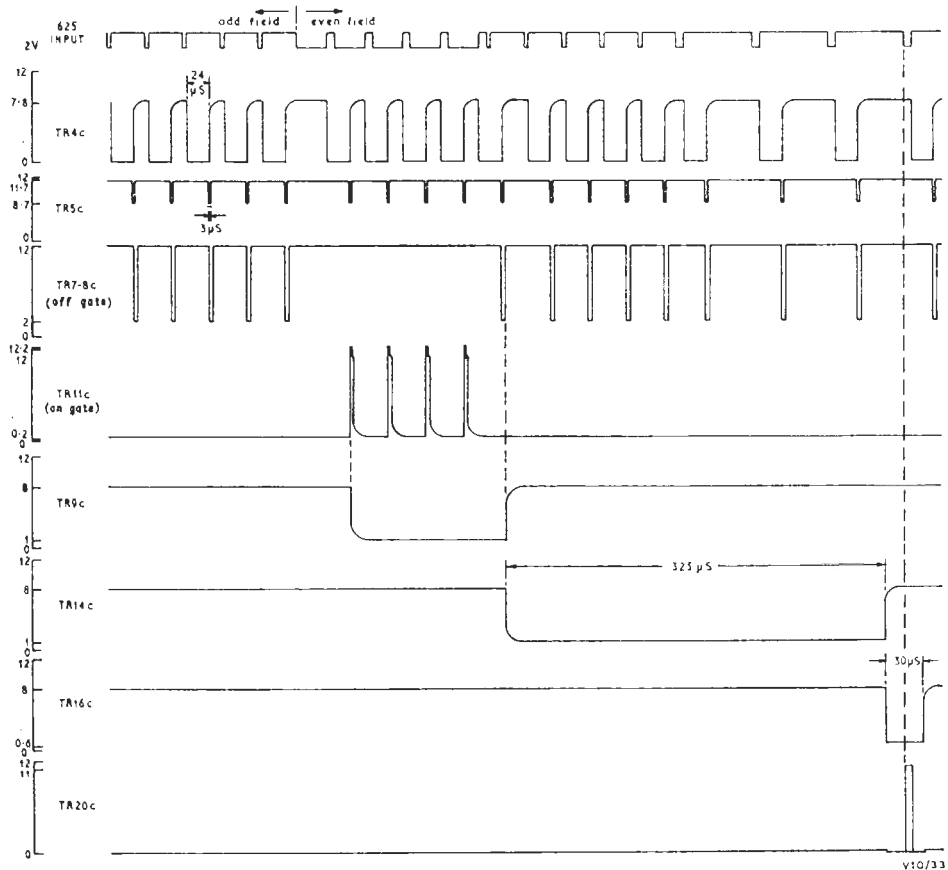 odd field even field
625
INPUT
2V
12
7·8
0
24
µS
TR4c
12
11·7
8·7
0
TR5c
3µS
12
2
0
TR7-8c
(off gate)
12·2
12
0·2
0
TR11c
(on gate)
12
8
1
0
TR9c
12
8
1
0
TR14c
323µS
12
8
0·6
0
TR16c
30µS
12
11
0
TR20c
V10/33